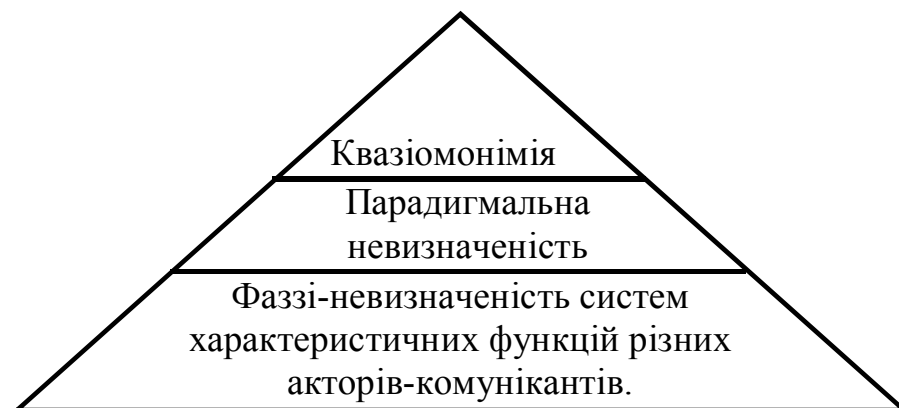 Квазіомонімія
Парадигмальна
невизначеність
Фаззі-невизначеність систем
характеристичних функцій різних
акторів-комунікантів.